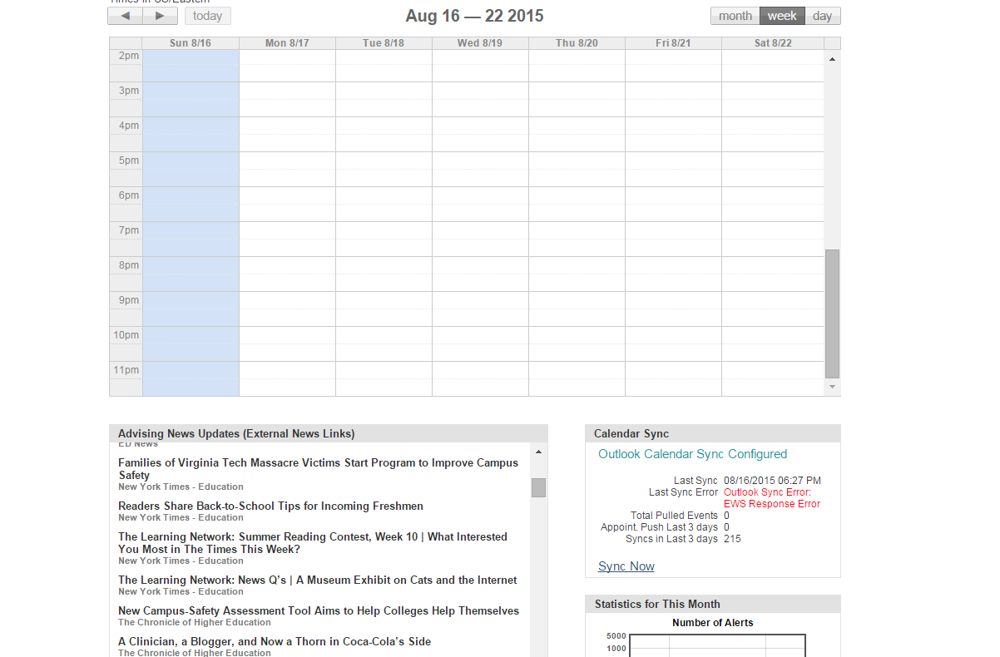 Times in US/Eastern
◄ ► today Aug 16 — 22 2015 month week day
Sun 8/16 Mon 8/17 Tue 8/18 Wed 8/19 Thu 8/20 Fri 8/21 Sat 8/22
2pm
3pm
4pm
5pm
6pm
7pm
8pm
9pm
10pm
11pm
Advising News Updates (External News Links)
ED News
Families of Virginia Tech Massacre Victims Start Program to Improve Campus
Safety
New York Times - Education
Readers Share Back-to-School Tips for Incoming Freshmen
New York Times - Education
The Learning Network: Summer Reading Contest, Week 10 | What Interested
You Most in The Times This Week?
New York Times - Education
The Learning Network: News Q’s | A Museum Exhibit on Cats and the Internet
New York Times - Education
New Campus-Safety Assessment Tool Aims to Help Colleges Help Themselves
The Chronicle of Higher Education
A Clinician, a Blogger, and Now a Thorn in Coca-Cola’s Side
The Chronicle of Higher Education
Calendar Sync
Outlook Calendar Sync Configured
Last Sync 08/16/2015 06:27 PM
Last Sync Error Outlook Sync Error:
EWS Response Error
Total Pulled Events 0
Appoint. Push Last 3 days 0
Syncs in Last 3 days 215
Sync Now
Statistics for This Month
Number of Alerts
5000
1000